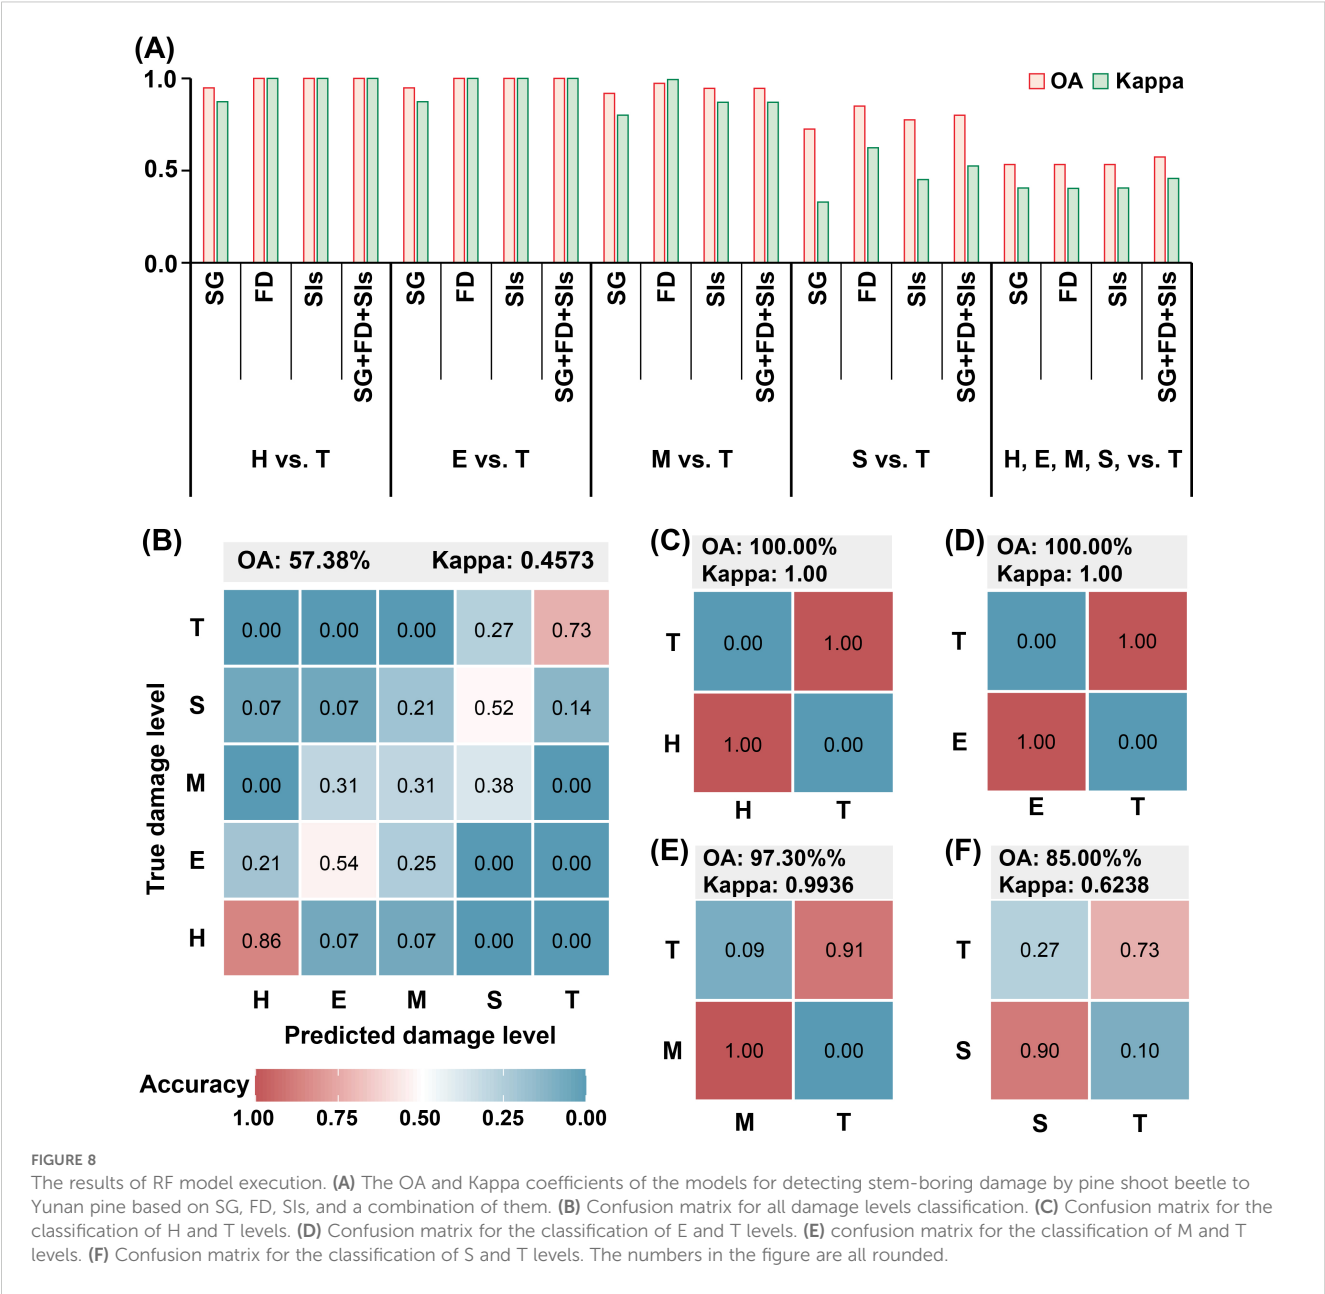 (A)
OA Kappa
1.0
0.5
0.0
SG FD SIs SG+FD+SIs SG FD SIs SG+FD+SIs SG FD SIs SG+FD+SIs SG FD SIs SG+FD+SIs SG FD SIs SG+FD+SIs
H vs. T E vs. T M vs. T S vs. T H, E, M, S, vs. T
(B)
OA: 57.38% Kappa: 0.4573
True damage level
T 0.00 0.00 0.00 0.27 0.73
S 0.07 0.07 0.21 0.52 0.14
M 0.00 0.31 0.31 0.38 0.00
E 0.21 0.54 0.25 0.00 0.00
H 0.86 0.07 0.07 0.00 0.00
H E M S T
Predicted damage level
Accuracy
1.00 0.75 0.50 0.25 0.00
(C)
OA: 100.00%
Kappa: 1.00
T 0.00 1.00
H 1.00 0.00
H T
(D)
OA: 100.00%
Kappa: 1.00
T 0.00 1.00
E 1.00 0.00
E T
(E)
OA: 97.30%%
Kappa: 0.9936
T 0.09 0.91
M 1.00 0.00
M T
(F)
OA: 85.00%%
Kappa: 0.6238
T 0.27 0.73
S 0.90 0.10
S T
FIGURE 8
The results of RF model execution. (A) The OA and Kappa coefficients of the models for detecting stem-boring damage by pine shoot beetle to
Yunan pine based on SG, FD, SIs, and a combination of them. (B) Confusion matrix for all damage levels classification. (C) Confusion matrix for the
classification of H and T levels. (D) Confusion matrix for the classification of E and T levels. (E) confusion matrix for the classification of M and T
levels. (F) Confusion matrix for the classification of S and T levels. The numbers in the figure are all rounded.